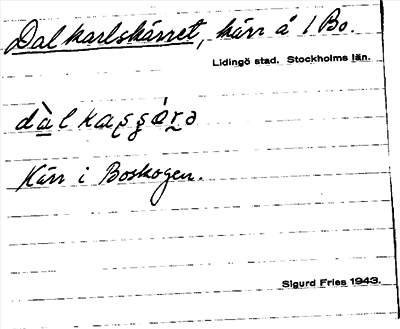 Dalkarlskärret, kärr å 1 Bo.
Lidingö stad. Stockholms län.
Kärr i Boskogen.
Sigurd Fries 1943.